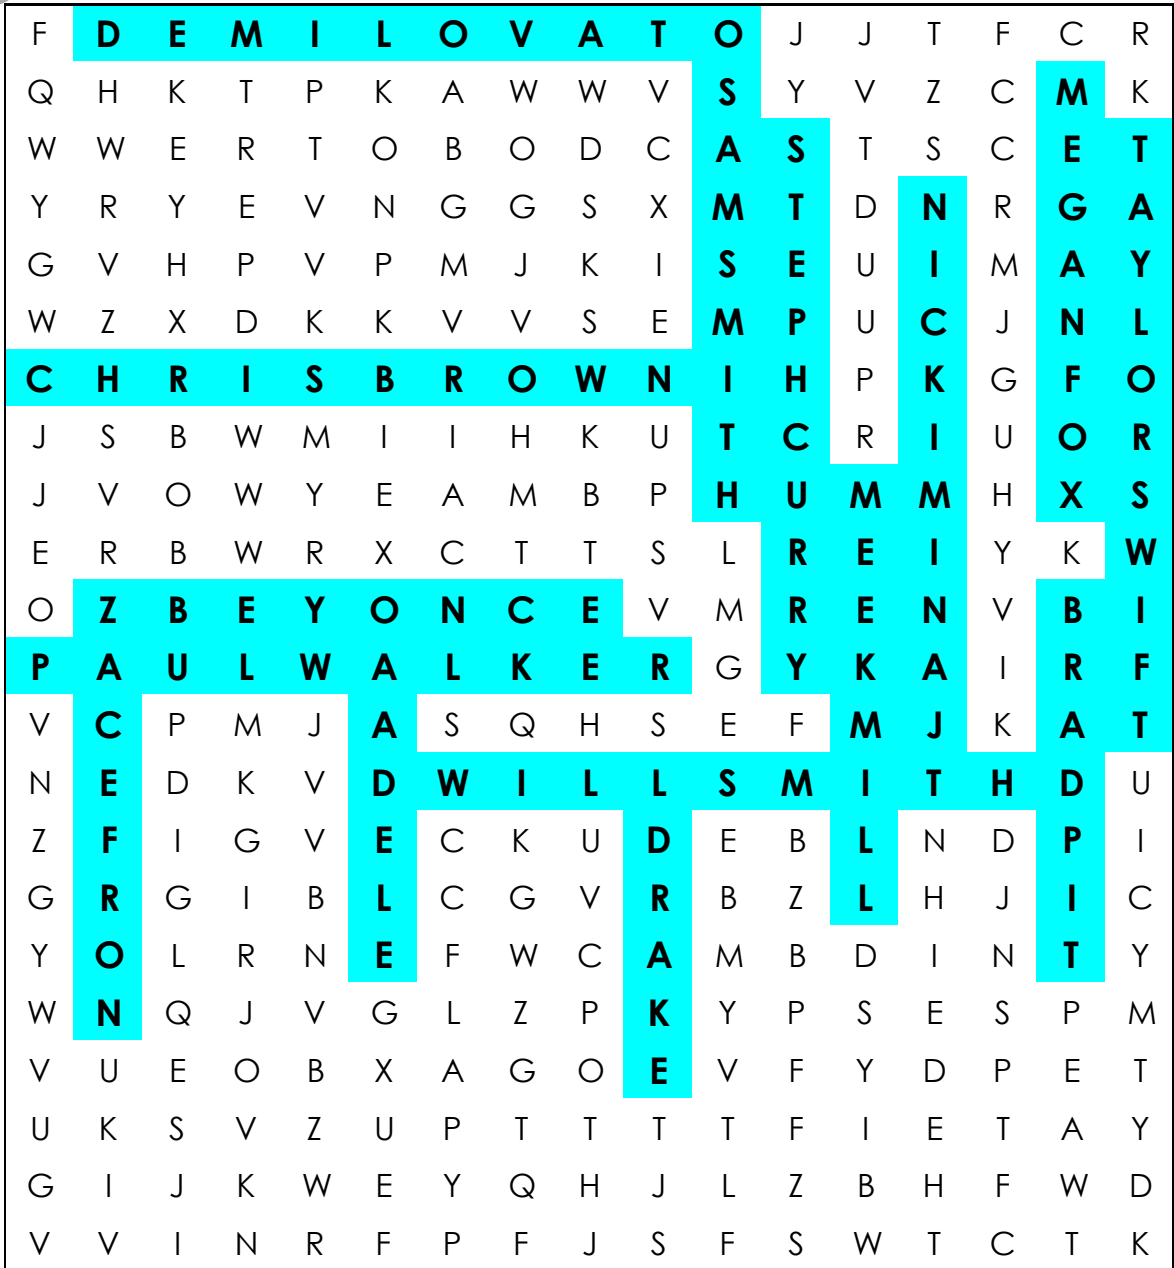 F D E M I L O V A T O J J T F C R
Q H K T P K A W W V S Y V Z C M K
W W E R T O B O D C A S T S C E T
Y R Y E V N G G S X M T D N R G A
G V H P V P M J K I S E U I M A Y
W Z X D K K V V S E M P U C J N L
C H R I S B R O W N I H P K G F O
J S B W M I I H K U T C R I U O R
J V O W Y E A M B P H U M M H X S
E R B W R X C T T S L R E I Y K W
O Z B E Y O N C E V M R E N V B I
P A U L W A L K E R G Y K A I R F
V C P M J A S Q H S E F M J K A T
N E D K V D W I L L S M I T H D U
Z F I G V E C K U D E B L N D P I
G R G I B L C G V R B Z L H J I C
Y O L R N E F W C A M B D I N T Y
W N Q J V G L Z P K Y P S E S P M
V U E O B X A G O E V F Y D P E T
U K S V Z U P T T T T F I E T A Y
G I J K W E Y Q H J L Z B H F W D
V V I N R F P F J S F S W T C T K